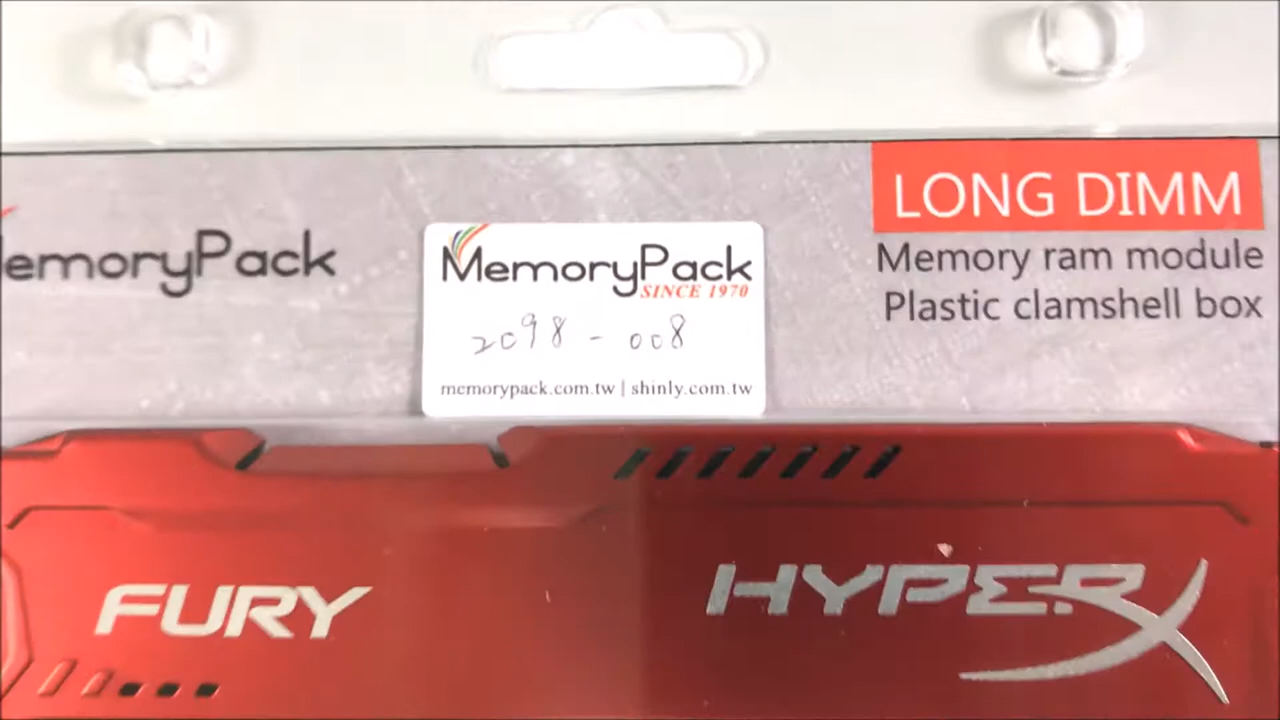 MemoryPack
MemoryPack
SINCE 1970
2098 - 008
memorypack.com.tw | shinly.com.tw
LONG DIMM
Memory ram module
Plastic clamshell box
FURY
HYPERX